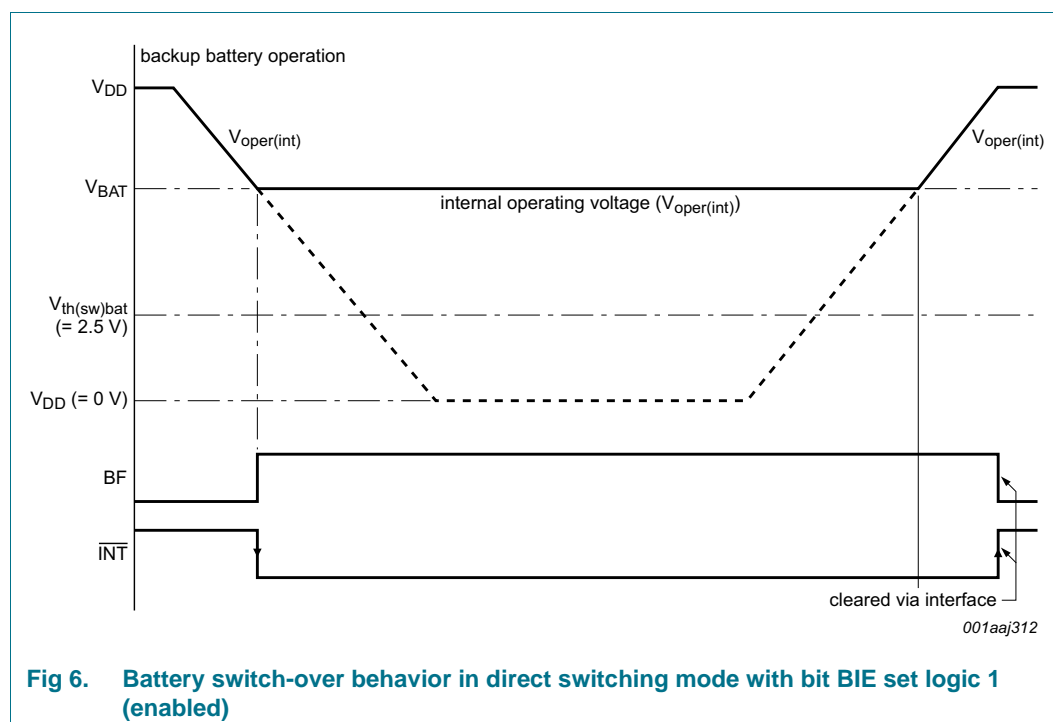 backup battery operation
VDD
Voper(int)
Voper(int)
VBAT
internal operating voltage (Voper(int))
Vth(sw)bat
(= 2.5 V)
VDD (= 0 V)
BF
INT
cleared via interface
001aaj312
Fig 6. Battery switch-over behavior in direct switching mode with bit BIE set logic 1
(enabled)